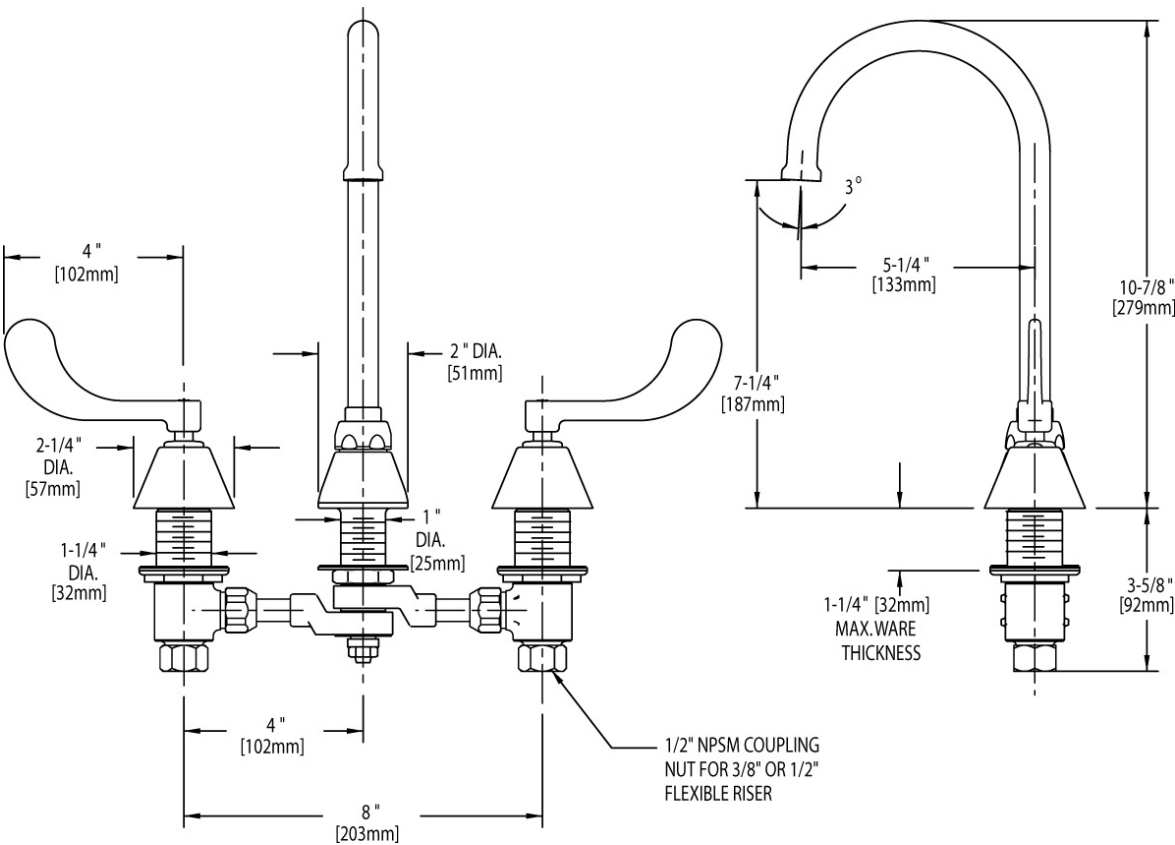 4 "
[102mm]
2 " DIA.
[51mm]
2-1/4"
DIA.
[57mm]
1-1/4"
DIA.
[32mm]
1"
DIA.
[25mm]
4 "
[102mm]
8 "
[203mm]
1/2" NPSM COUPLING
NUT FOR 3/8" OR 1/2"
FLEXIBLE RISER
3°
5-1/4"
[133mm]
7-1/4"
[187mm]
10-7/8"
[279mm]
1-1/4" [32mm]
MAX.WARE
THICKNESS
3-5/8"
[92mm]